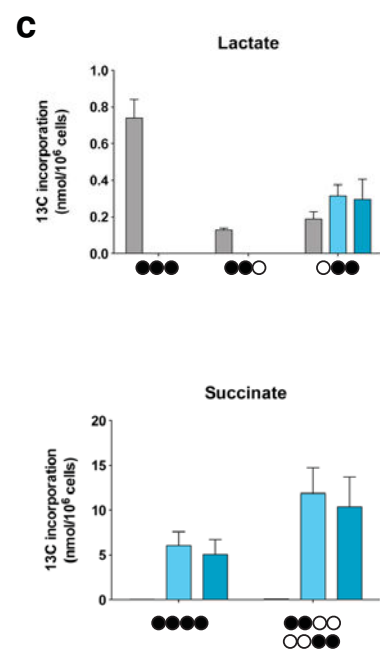 C
Lactate
13C incorporation
(nmol/10⁶ cells)
1.0
0.8
0.6
0.4
0.2
0.0
Succinate
13C incorporation
(nmol/10⁶ cells)
20
15
10
5
0